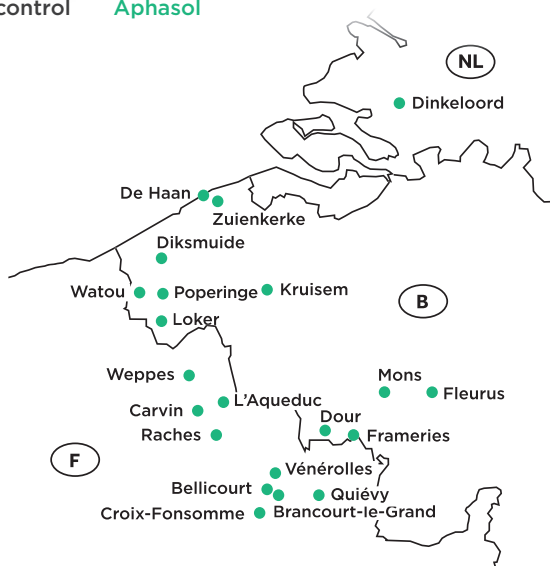 control Aphasol
NL
Dinkeloord
De Haan
Zuienkerke
Diksmuide
Watou
Poperinge
Kruisem
B
Loker
Weppes
Mons
Fleurus
L'Aqueduc
Carvin
Dour
Raches
Frameries
F
Vénérolles
Bellicourt
Quiévy
Croix-Fonsomme
Brancourt-le-Grand